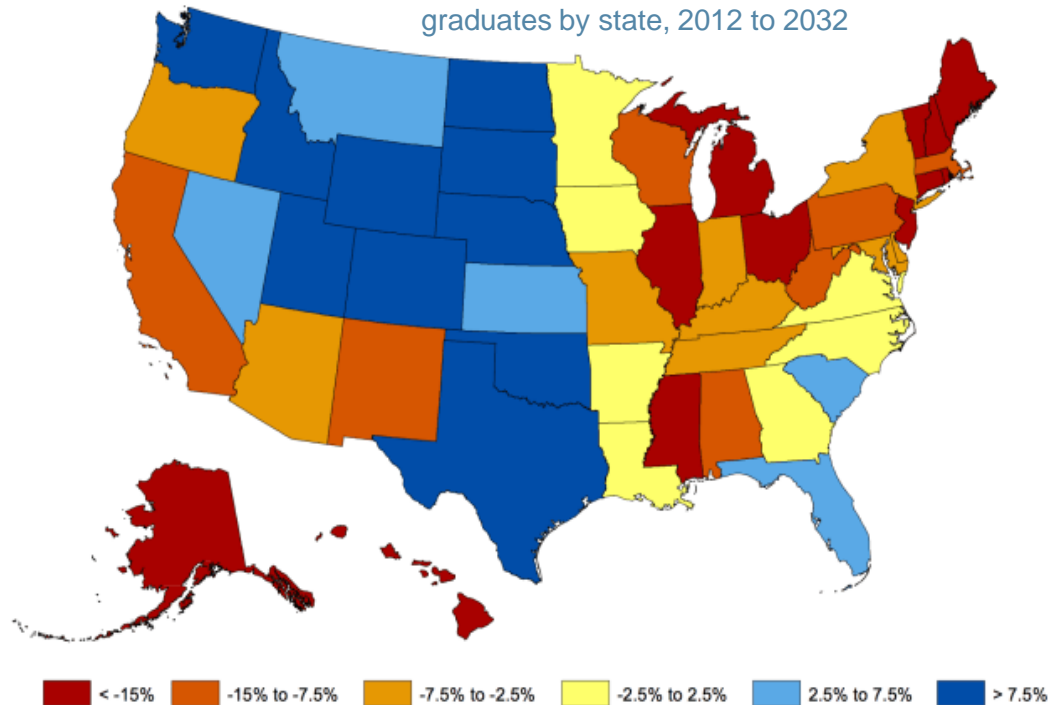 graduates by state, 2012 to 2032
< -15% -15% to -7.5% -7.5% to -2.5% -2.5% to 2.5% 2.5% to 7.5% > 7.5%